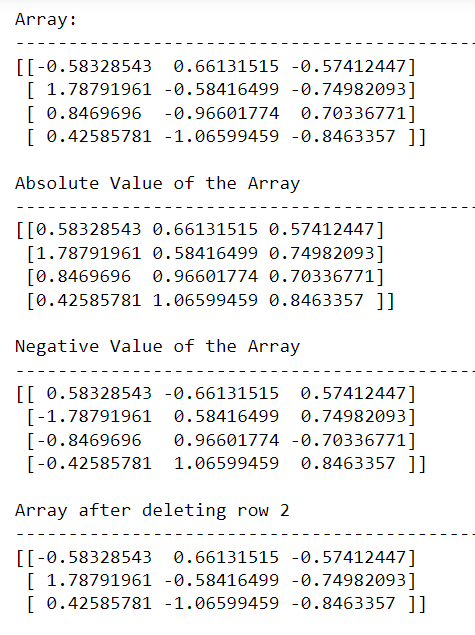 Array:
--------------------------------------------
[[-0.58328543  0.66131515 -0.57412447]
 [ 1.78791961 -0.58416499 -0.74982093]
 [ 0.8469696  -0.96601774  0.70336771]
 [ 0.42585781 -1.06599459 -0.8463357 ]]
Absolute Value of the Array
--------------------------------------------
[[0.58328543 0.66131515 0.57412447]
 [1.78791961 0.58416499 0.74982093]
 [0.8469696  0.96601774 0.70336771]
 [0.42585781 1.06599459 0.8463357 ]]
Negative Value of the Array
--------------------------------------------
[[ 0.58328543 -0.66131515  0.57412447]
 [-1.78791961  0.58416499  0.74982093]
 [-0.8469696   0.96601774 -0.70336771]
 [-0.42585781  1.06599459  0.8463357 ]]
Array after deleting row 2
--------------------------------------------
[[-0.58328543  0.66131515 -0.57412447]
 [ 1.78791961 -0.58416499 -0.74982093]
 [ 0.42585781 -1.06599459 -0.8463357 ]]